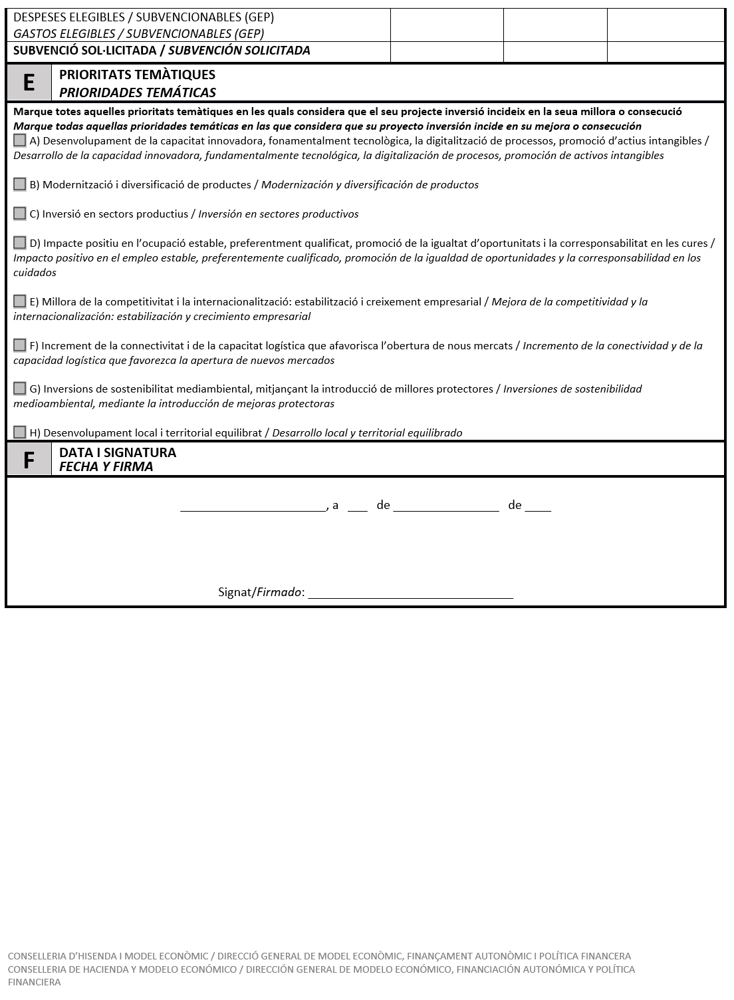 DESPESES ELEGIBLES / SUBVENCIONABLES (GEP)
GASTOS ELEGIBLES / SUBVENCIONABLES (GEP)
SUBVENCIÓ SOL·LICITADA / SUBVENCIÓN SOLICITADA
E
PRIORITATS TEMÀTIQUES
PRIORIDADES TEMÁTICAS
Marque totes aquelles prioritats temàtiques en les quals considera que el seu projecte inversió incideix en la seua millora o consecució
Marque todas aquellas prioridades temáticas en las que considera que su proyecto inversión incide en su mejora o consecución
A) Desenvolupament de la capacitat innovadora, fonamentalment tecnològica, la digitalització de processos, promoció d’actius intangibles /
Desarrollo de la capacidad innovadora, fundamentalmente tecnológica, la digitalización de procesos, promoción de activos intangibles
B) Modernització i diversificació de productes / Modernización y diversificación de productos
C) Inversió en sectors productius / Inversión en sectores productivos
D) Impacte positiu en l’ocupació estable, preferentment qualificat, promoció de la igualtat d’oportunitats i la corresponsabilitat en les cures /
Impacto positivo en el empleo estable, preferentemente cualificado, promoción de la igualdad de oportunidades y la corresponsabilidad en los
cuidados
E) Millora de la competitivitat i la internacionalització: estabilització i creixement empresarial / Mejora de la competitividad y la
internacionalización: estabilización y crecimiento empresarial
F) Increment de la connectivitat i de la capacitat logística que afavorisca l’obertura de nous mercats / Incremento de la conectividad y de la
capacidad logística que favorezca la apertura de nuevos mercados
G) Inversions de sostenibilitat mediambiental, mitjançant la introducció de millores protectores / Inversiones de sostenibilidad
medioambiental, mediante la introducción de mejoras protectoras
H) Desenvolupament local i territorial equilibrat / Desarrollo local y territorial equilibrado
F
DATA I SIGNATURA
FECHA Y FIRMA
______________________, a ___ de ________________ de ____
Signat/Firmado: _______________________________
CONSELLERIA D’HISENDA I MODEL ECONÒMIC / DIRECCIÓ GENERAL DE MODEL ECONÒMIC, FINANÇAMENT AUTONÒMIC I POLÍTICA FINANCERA
CONSELLERIA DE HACIENDA Y MODELO ECONÓMICO / DIRECCIÓN GENERAL DE MODELO ECONÓMICO, FINANCIACIÓN AUTONÓMICA Y POLÍTICA
FINANCIERA